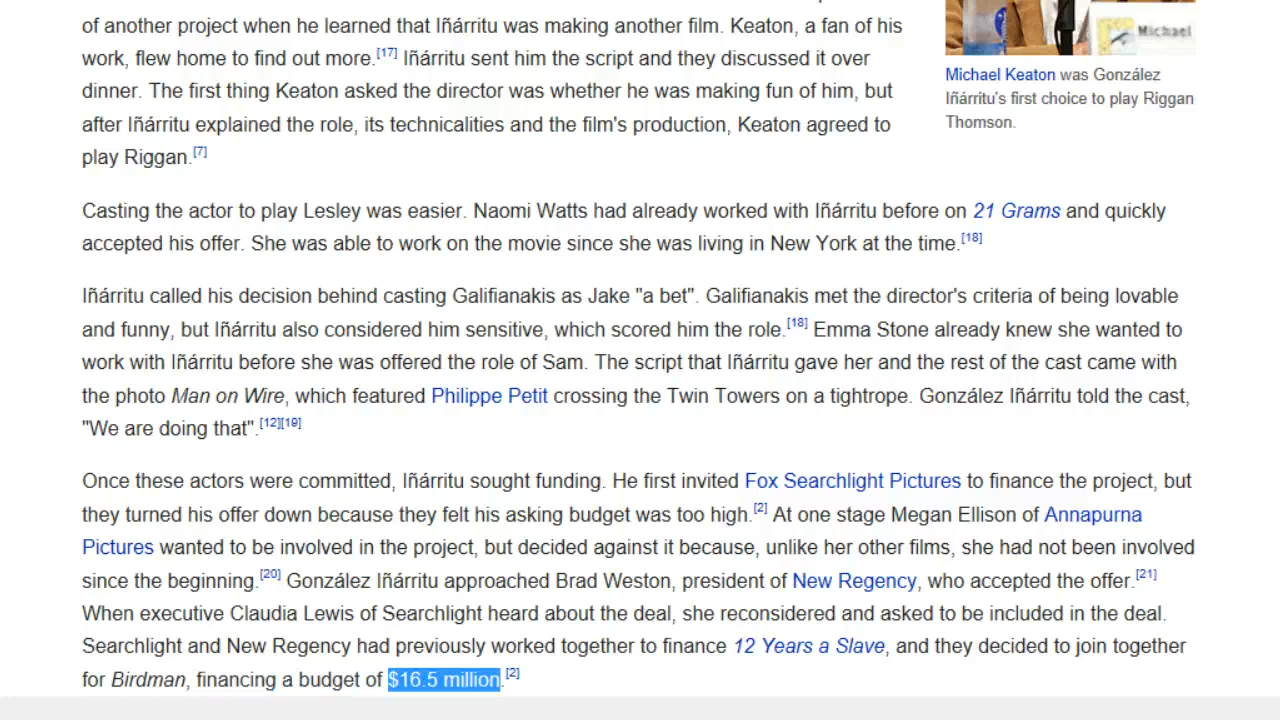 of another project when he learned that Iñárritu was making another film. Keaton, a fan of his
work, flew home to find out more.[17] Iñárritu sent him the script and they discussed it over
dinner. The first thing Keaton asked the director was whether he was making fun of him, but
after Iñárritu explained the role, its technicalities and the film's production, Keaton agreed to
play Riggan.[7]
Michael
Michael Keaton was González
Iñárritu's first choice to play Riggan
Thomson.
Casting the actor to play Lesley was easier. Naomi Watts had already worked with Iñárritu before on 21 Grams and quickly
accepted his offer. She was able to work on the movie since she was living in New York at the time.[18]
Iñárritu called his decision behind casting Galifianakis as Jake "a bet". Galifianakis met the director's criteria of being lovable
and funny, but Iñárritu also considered him sensitive, which scored him the role.[18] Emma Stone already knew she wanted to
work with Iñárritu before she was offered the role of Sam. The script that Iñárritu gave her and the rest of the cast came with
the photo Man on Wire, which featured Philippe Petit crossing the Twin Towers on a tightrope. González Iñárritu told the cast,
"We are doing that".[12][19]
Once these actors were committed, Iñárritu sought funding. He first invited Fox Searchlight Pictures to finance the project, but
they turned his offer down because they felt his asking budget was too high.[2] At one stage Megan Ellison of Annapurna
Pictures wanted to be involved in the project, but decided against it because, unlike her other films, she had not been involved
since the beginning.[20] González Iñárritu approached Brad Weston, president of New Regency, who accepted the offer.[21]
When executive Claudia Lewis of Searchlight heard about the deal, she reconsidered and asked to be included in the deal.
Searchlight and New Regency had previously worked together to finance 12 Years a Slave, and they decided to join together
for Birdman, financing a budget of $16.5 million.[2]